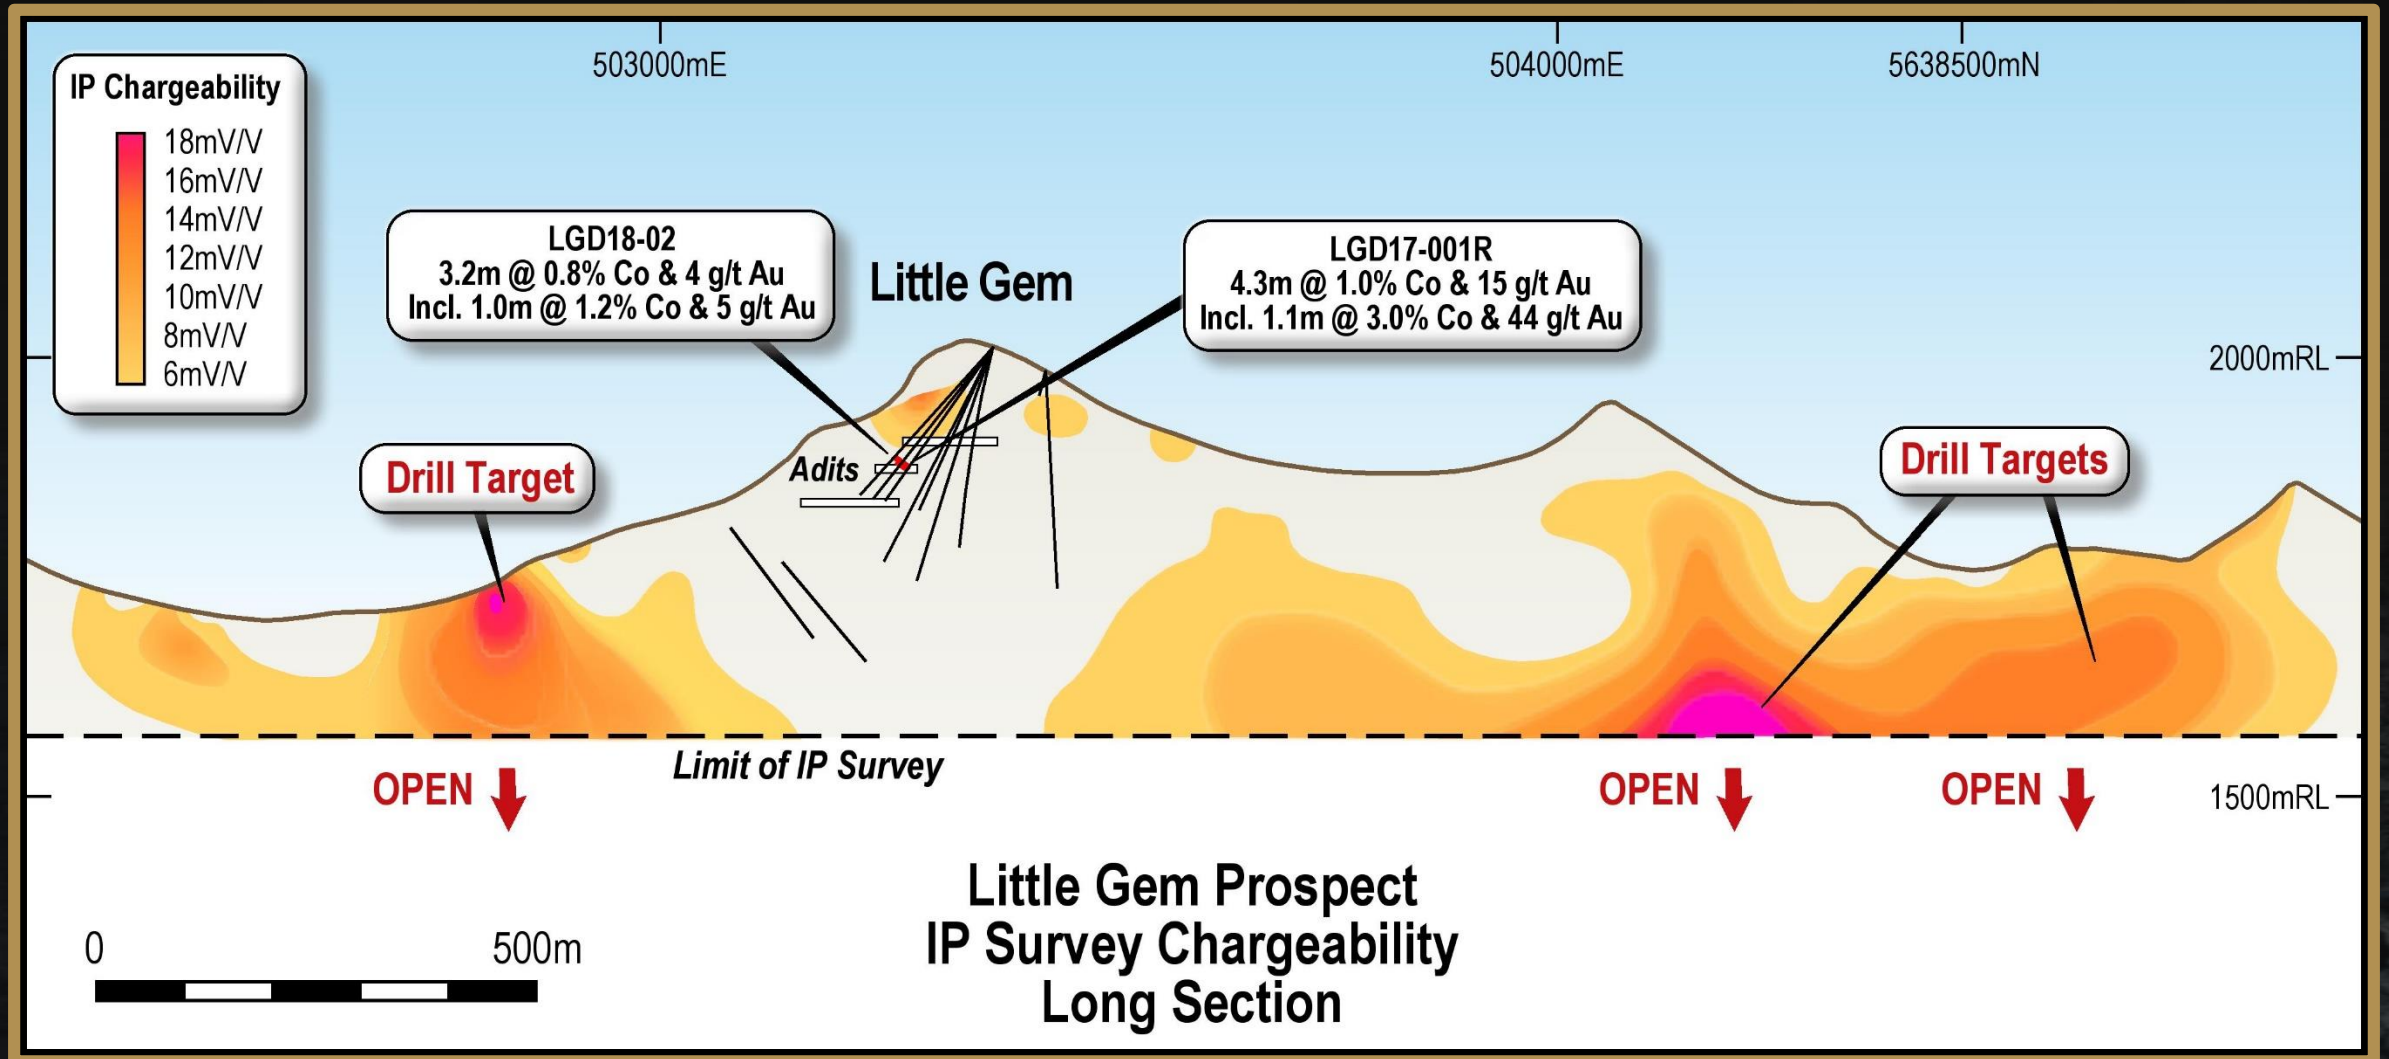 503000mE
504000mE
5638500mN
IP Chargeability
18mV/V
16mV/V
14mV/V
12mV/V
10mV/V
8mV/V
6mV/V
LGD18-02
3.2m @ 0.8% Co & 4 g/t Au
Incl. 1.0m @ 1.2% Co & 5 g/t Au
Little Gem
LGD17-001R
4.3m @ 1.0% Co & 15 g/t Au
Incl. 1.1m @ 3.0% Co & 44 g/t Au
2000mRL
Drill Target
Adits
Drill Targets
Limit of IP Survey
OPEN
OPEN
OPEN
1500mRL
0
500m
Little Gem Prospect
IP Survey Chargeability
Long Section